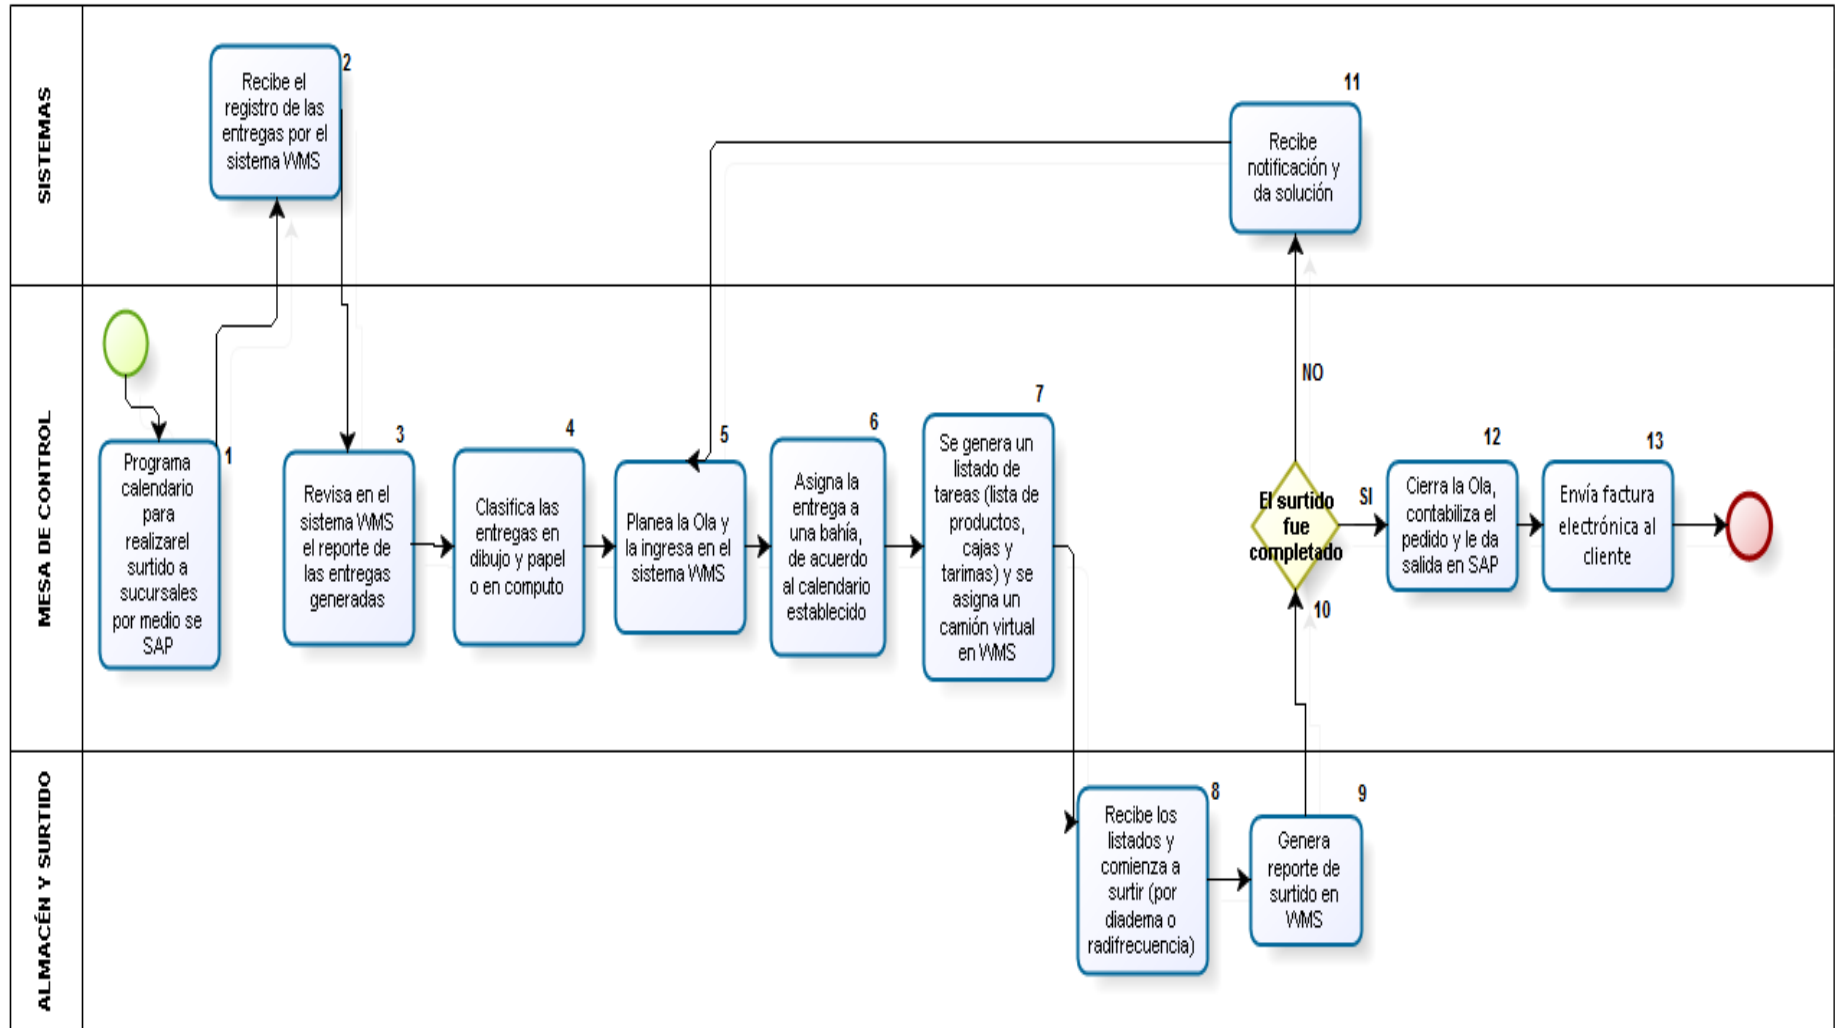 SISTEMAS
2
Recibe el
registro de las
entregas por el
sistema WMS
11
Recibe
notificación y
da solución
MESA DE CONTROL
1
Programa
calendario
para
realizarel
surtido a
sucursales
por medio se
SAP
3
Revisa en el
sistema WMS
el reporte de
las entregas
generadas
4
Clasifica las
entregas en
dibujo y papel
o en computo
5
Planea la Ola y
la ingresa en el
sistema WMS
6
Asigna la
entrega a
una bahía,
de acuerdo
al calendario
establecido
7
Se genera un
listado de
tareas (lista de
productos,
cajas y
tarimas) y se
asigna un
camión virtual
en WMS
NO
El surtido
fue
completado
10
SI
12
Cierra la Ola,
contabiliza el
pedido y le da
salida en SAP
13
Envía factura
electrónica al
cliente
ALMACÉN Y SURTIDO
8
Recibe los
listados y
comienza a
surtir (por
diadema o
radifrecuencia)
9
Genera
reporte de
surtido en
WMS